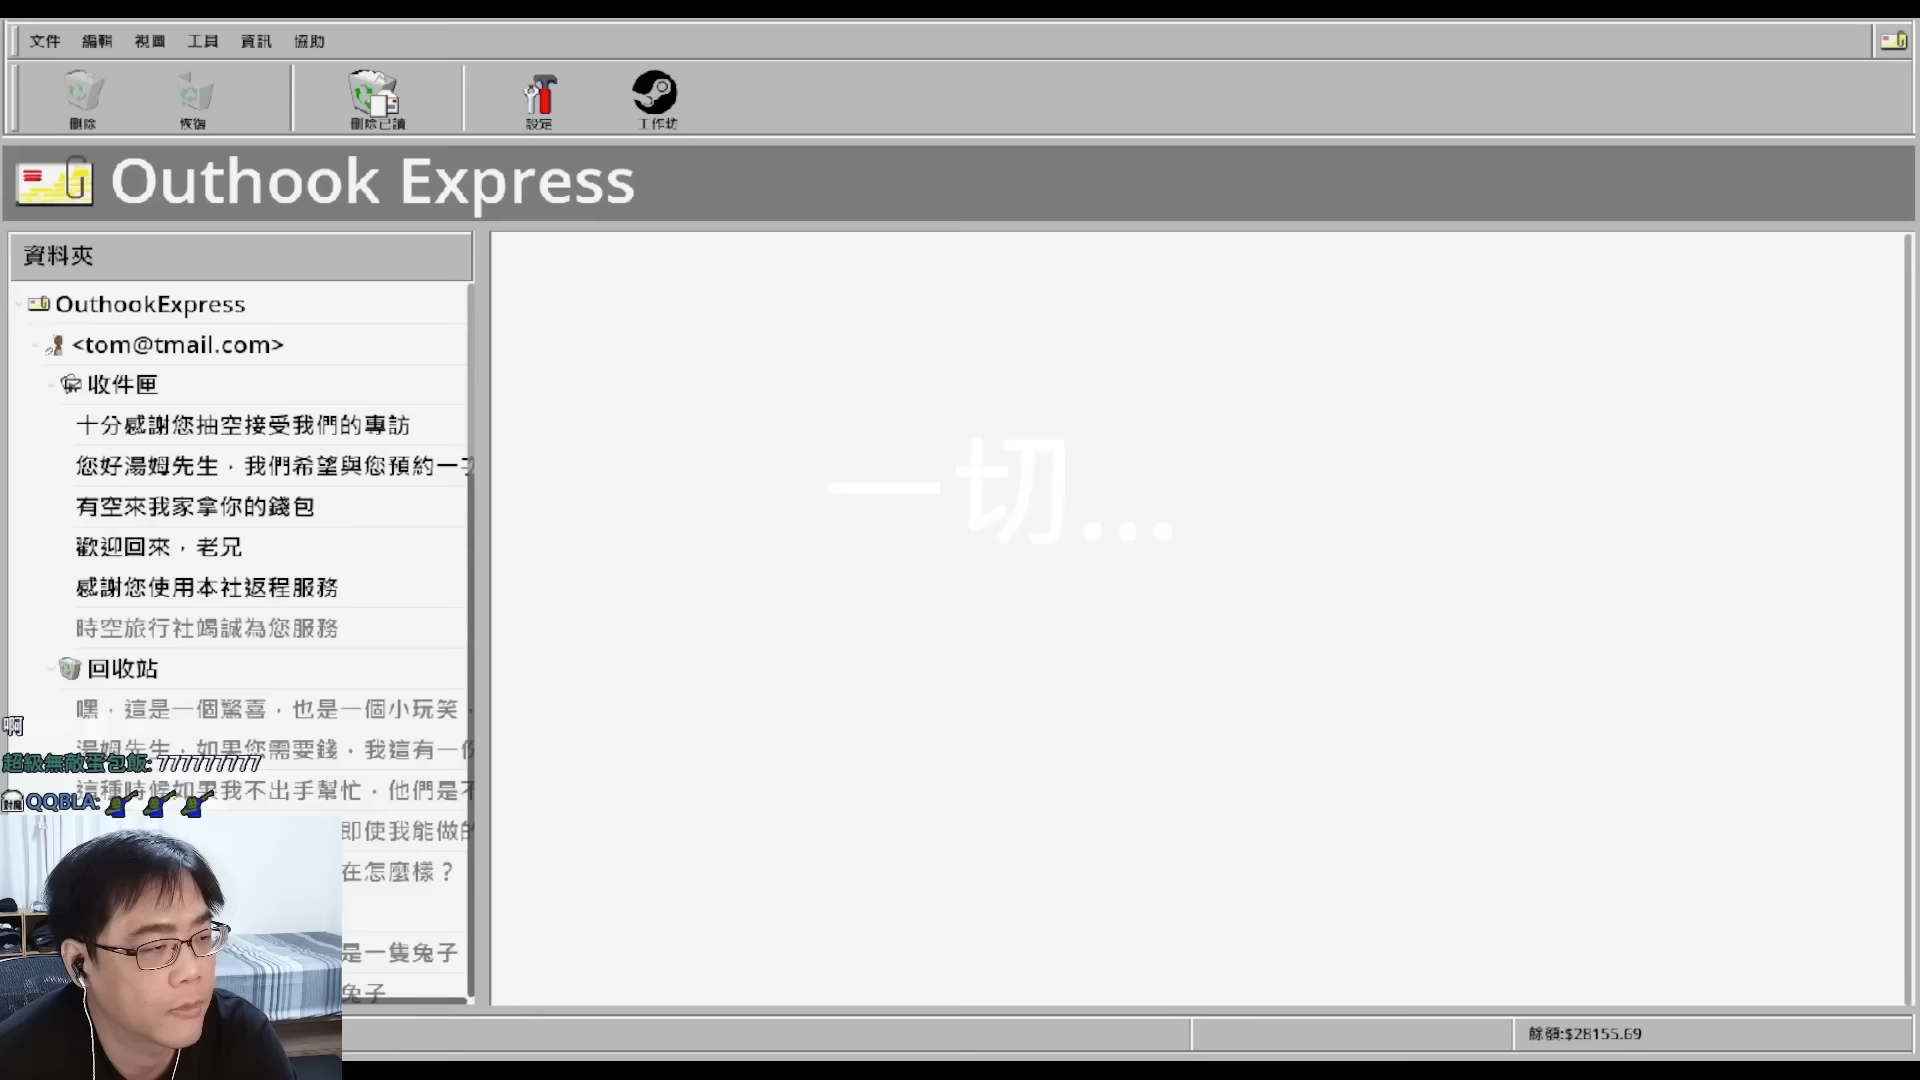 文件 編輯 視圖 工具 資訊 協助
刪除 恢復 刪除已讀 設定 工作坊
Outhook Express
資料夾
OuthookExpress
<tom@tmail.com>
收件匣
十分感謝您抽空接受我們的專訪
您好湯姆先生，我們希望與您預約一次
有空來我家拿你的錢包
歡迎回來，老兄
感謝您使用本社返程服務
時空旅行社竭誠為您服務
回收站
嘿，這是一個驚喜，也是一個小玩笑，
湯姆先生，如果您需要錢，我這有一份
這種時候如果我不出手幫忙，他們是不
即使我能做的
在怎麼樣？
是一隻兔子
兔子
一切...
啊
超級無敵蛋包飯: 777777777
QQBLA:
餘額:$28155.69